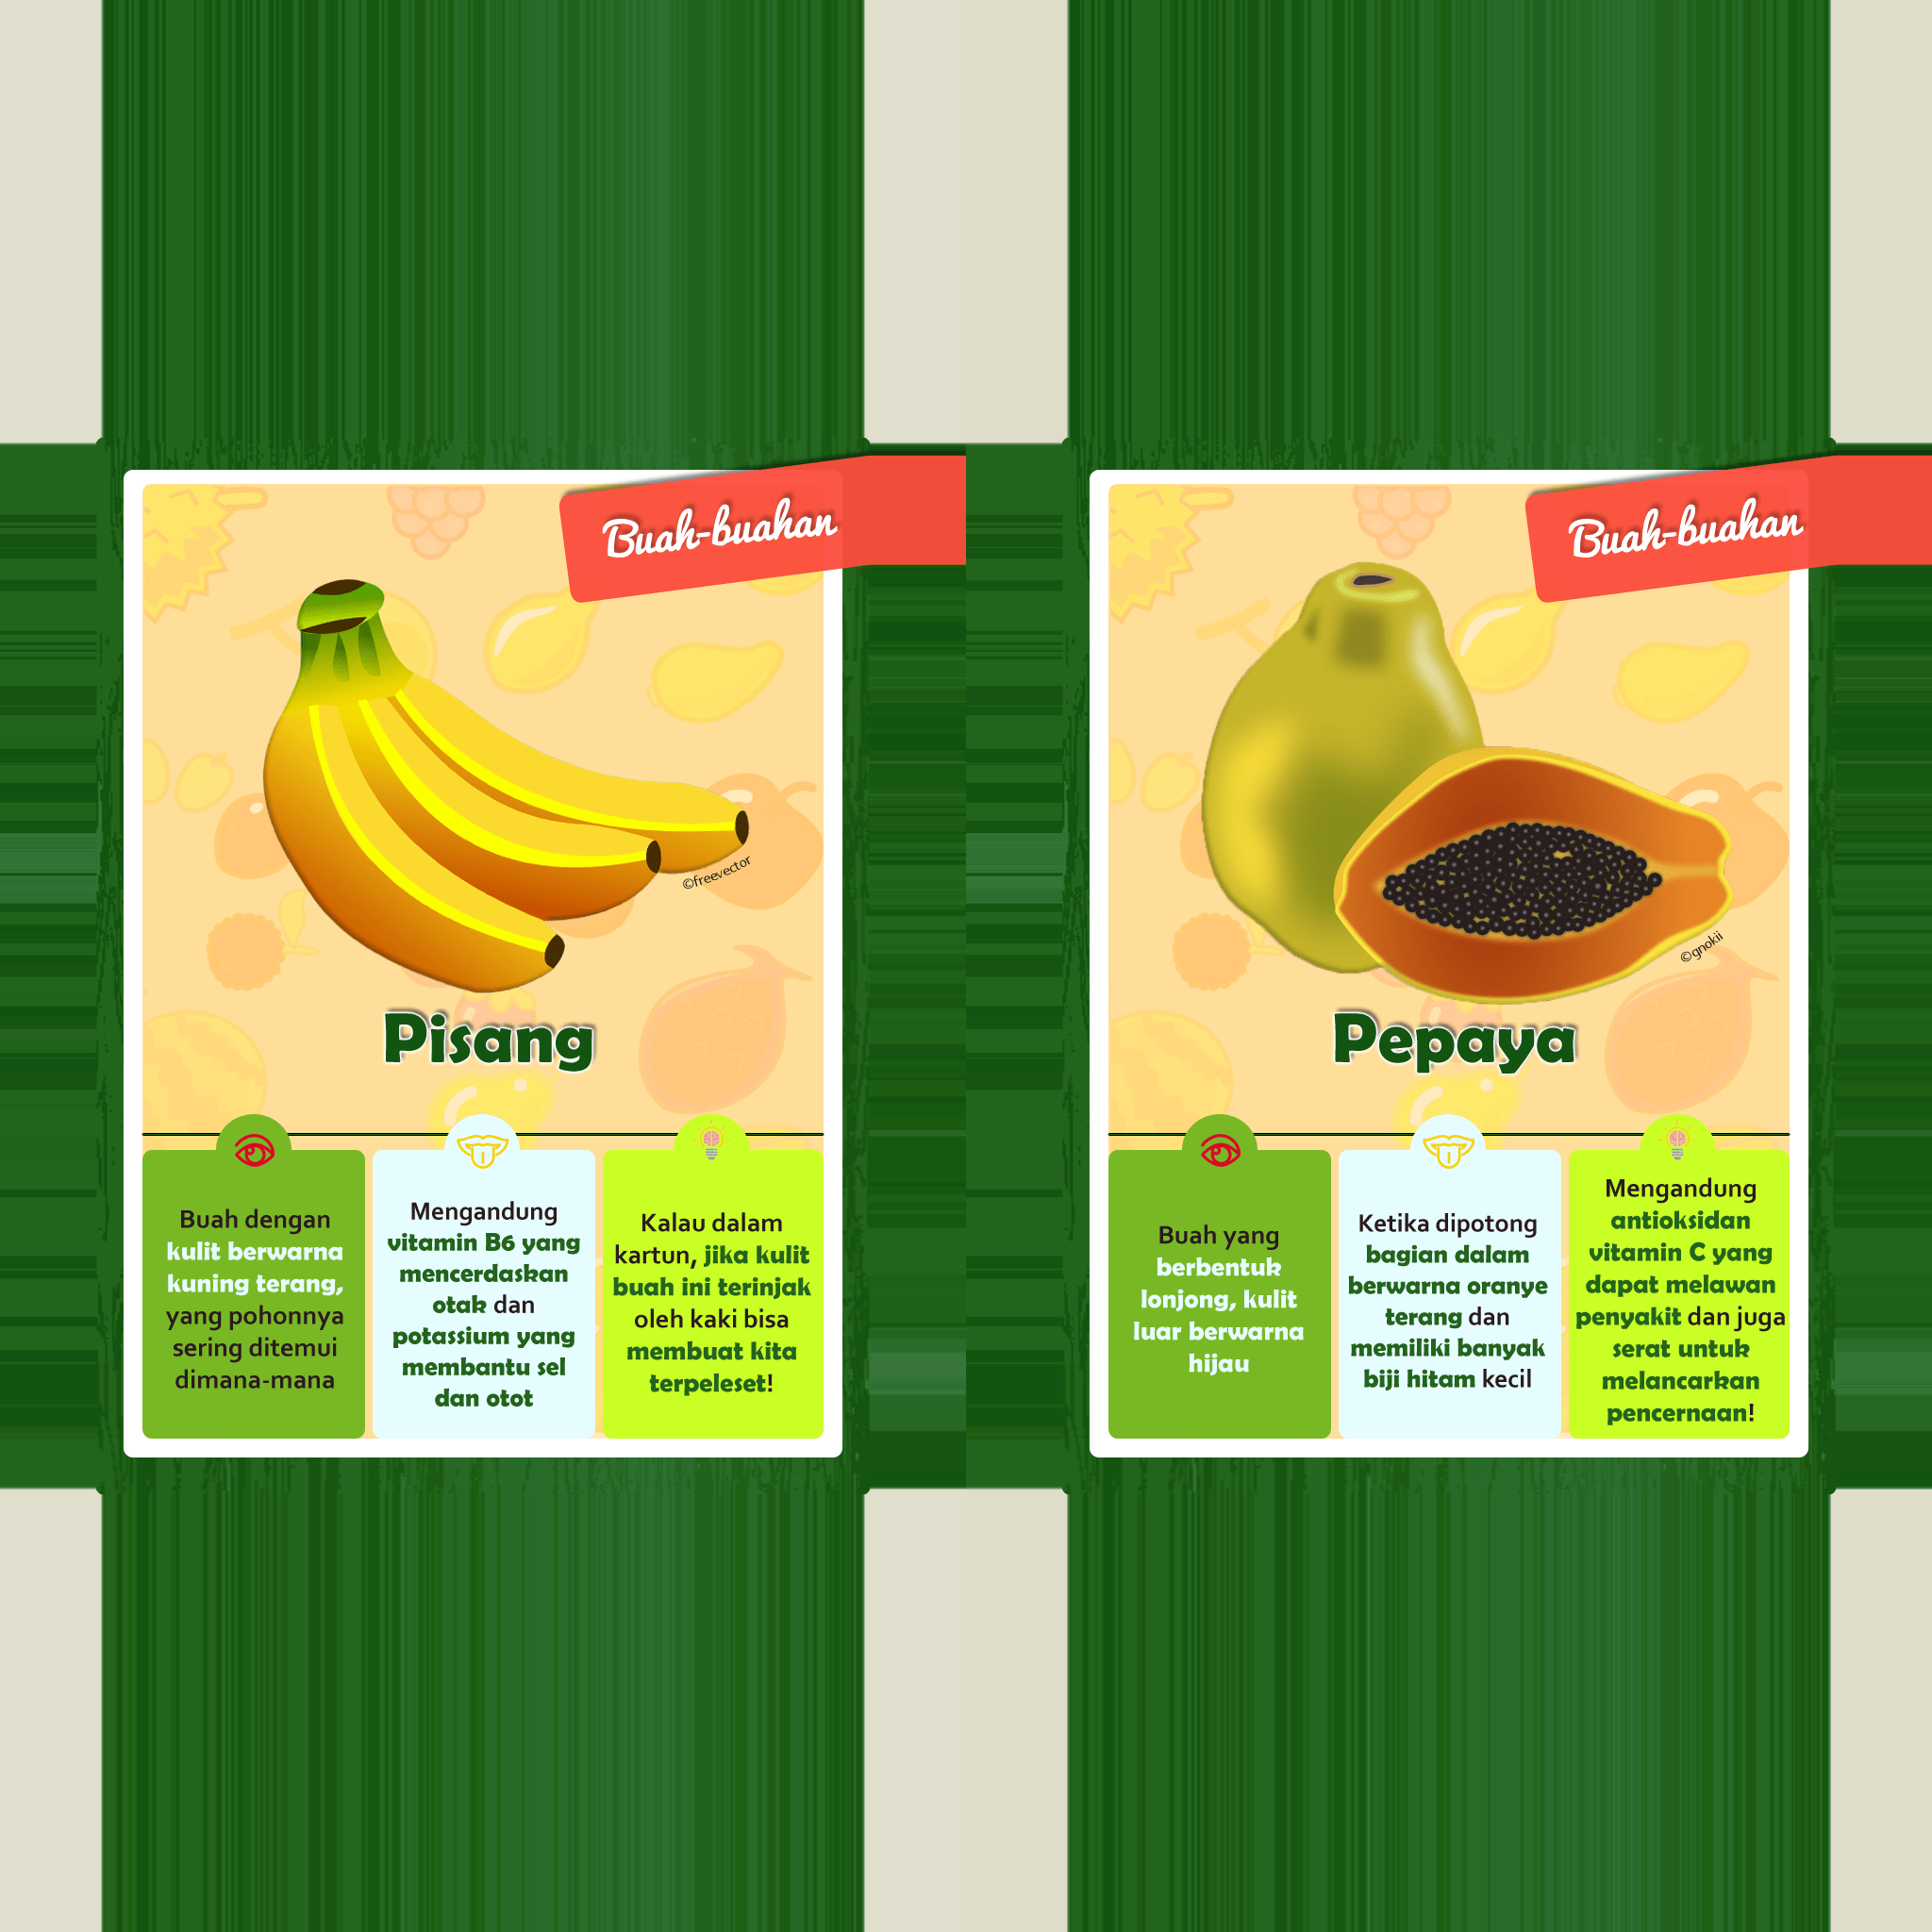 Buah-buahan
©freevector
Pisang
Buah dengan
kulit berwarna
kuning terang,
yang pohonnya
sering ditemui
dimana-mana
Mengandung
vitamin B6 yang
mencerdaskan
otak dan
potassium yang
membantu sel
dan otot
Kalau dalam
kartun, jika kulit
buah ini terinjak
oleh kaki bisa
membuat kita
terpeleset!
Buah-buahan
©gnokii
Pepaya
Buah yang
berbentuk
lonjong, kulit
luar berwarna
hijau
Ketika dipotong
bagian dalam
berwarna oranye
terang dan
memiliki banyak
biji hitam kecil
Mengandung
antioksidan
vitamin C yang
dapat melawan
penyakit dan juga
serat untuk
melancarkan
pencernaan!